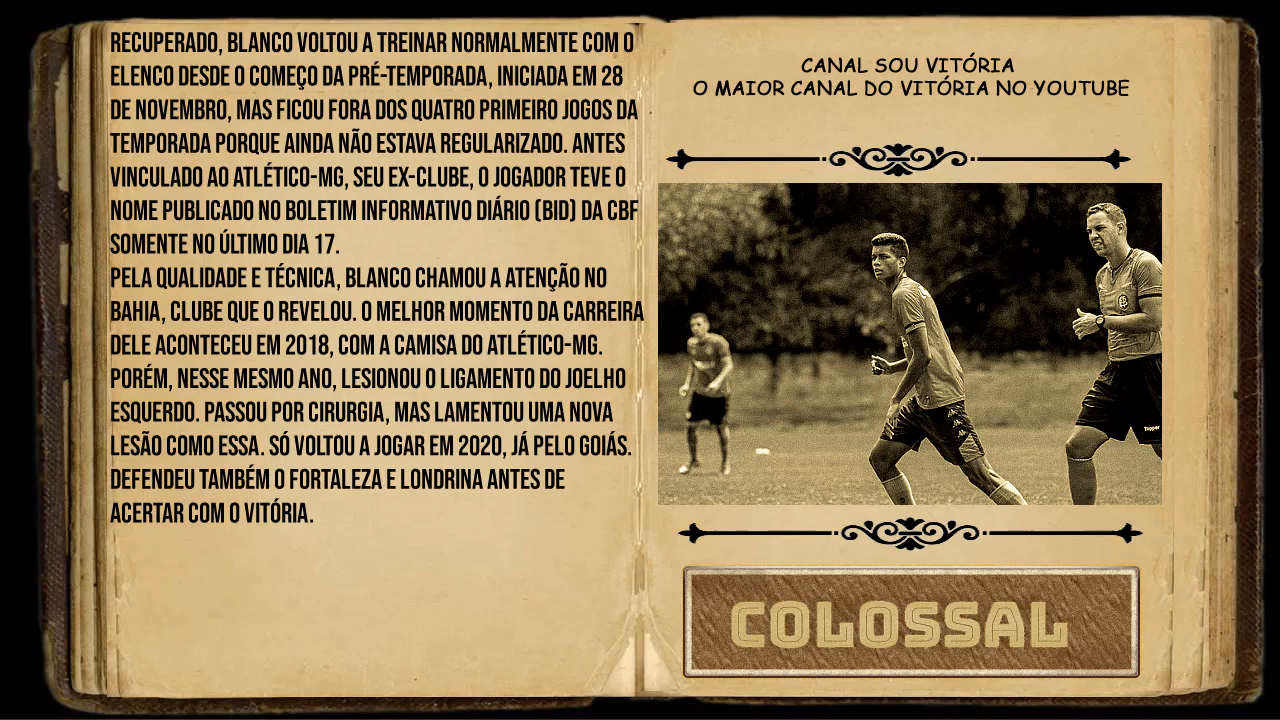 RECUPERADO, BLANCO VOLTOU A TREINAR NORMALMENTE COM O
ELENCO DESDE O COMEÇO DA PRÉ-TEMPORADA, INICIADA EM 28
DE NOVEMBRO, MAS FICOU FORA DOS QUATRO PRIMEIRO JOGOS DA
TEMPORADA PORQUE AINDA NÃO ESTAVA REGULARIZADO. ANTES
VINCULADO AO ATLÉTICO-MG, SEU EX-CLUBE, O JOGADOR TEVE O
NOME PUBLICADO NO BOLETIM INFORMATIVO DIÁRIO (BID) DA CBF
SOMENTE NO ÚLTIMO DIA 17.
PELA QUALIDADE E TÉCNICA, BLANCO CHAMOU A ATENÇÃO NO
BAHIA, CLUBE QUE O REVELOU. O MELHOR MOMENTO DA CARREIRA
DELE ACONTECEU EM 2018, COM A CAMISA DO ATLÉTICO-MG.
PORÉM, NESSE MESMO ANO, LESIONOU O LIGAMENTO DO JOELHO
ESQUERDO. PASSOU POR CIRURGIA, MAS LAMENTOU UMA NOVA
LESÃO COMO ESSA. SÓ VOLTOU A JOGAR EM 2020, JÁ PELO GOIÁS.
DEFENDEU TAMBÉM O FORTALEZA E LONDRINA ANTES DE
ACERTAR COM O VITÓRIA.
CANAL SOU VITÓRIA
O MAIOR CANAL DO VITÓRIA NO YOUTUBE
Topper
COLOSSAL